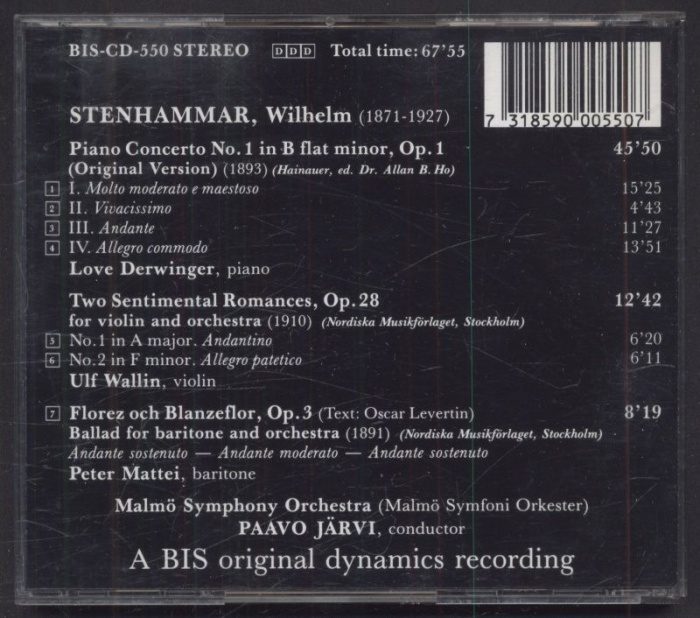 BIS-CD-550 STEREO DDD Total time: 67'55
7 318590 005507
STENHAMMAR, Wilhelm (1871-1927)
Piano Concerto No. 1 in B flat minor, Op. 1 45'50
(Original Version) (1893) (Hainauer, ed. Dr. Allan B. Ho)
1 I. Molto moderato e maestoso 15'25
2 II. Vivacissimo 4'43
3 III. Andante 11'27
4 IV. Allegro commodo 13'51
Love Derwinger, piano
Two Sentimental Romances, Op. 28 12'42
for violin and orchestra (1910) (Nordiska Musikförlaget, Stockholm)
5 No.1 in A major. Andantino 6'20
6 No.2 in F minor. Allegro patetico 6'11
Ulf Wallin, violin
7 Florez och Blanzeflor, Op. 3 (Text: Oscar Levertin) 8'19
Ballad for baritone and orchestra (1891) (Nordiska Musikförlaget, Stockholm)
Andante sostenuto — Andante moderato — Andante sostenuto
Peter Mattei, baritone
Malmö Symphony Orchestra (Malmö Symfoni Orkester)
PAAVO JÄRVI, conductor
A BIS original dynamics recording